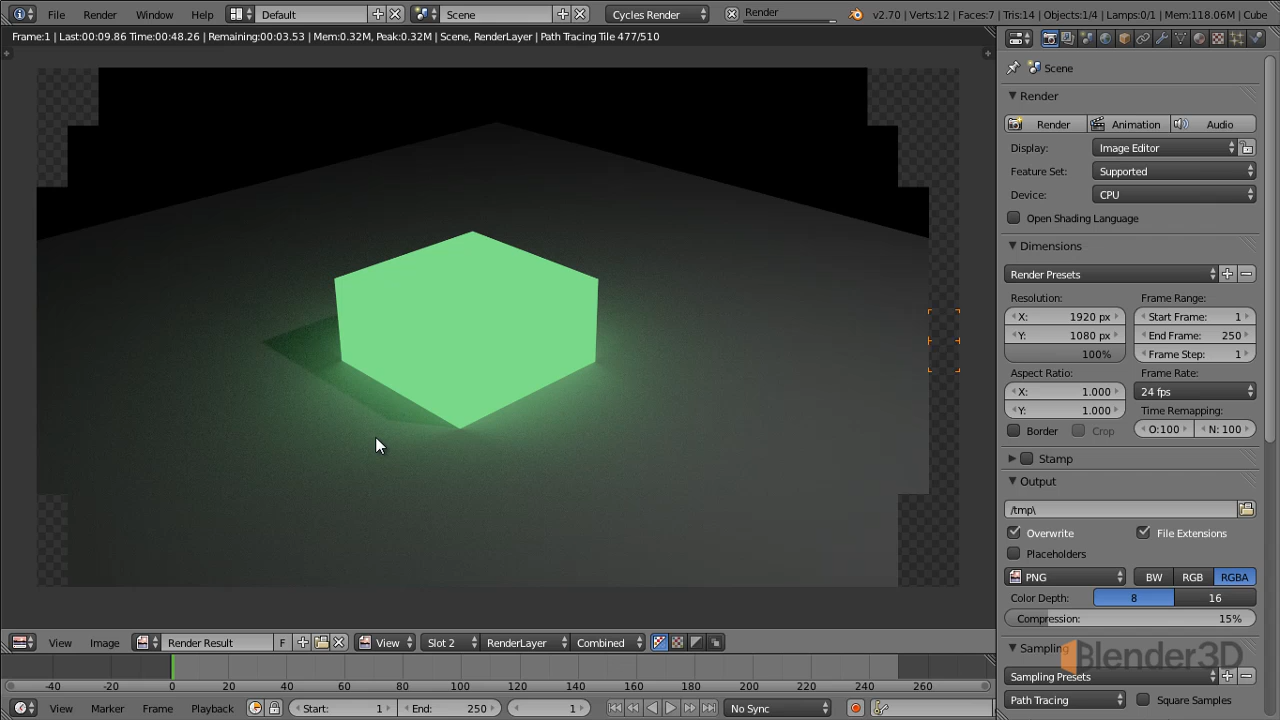 File Render Window Help Default Scene Cycles Render Render v2.70 | Verts:12 | Faces:7 | Tris:14 | Objects:1/4 | Lamps:0/1 | Mem:118.06M | Cube
Frame:1 | Last:00:09.86 Time:00:48.26 | Remaining:00:03.53 | Mem:0.32M, Peak:0.32M | Scene, RenderLayer | Path Tracing Tile 477/510
Scene
Render
Render Animation Audio
Display: Image Editor
Feature Set: Supported
Device: CPU
Open Shading Language
Dimensions
Render Presets
Resolution: Frame Range:
X: 1920 px Start Frame: 1
Y: 1080 px End Frame: 250
100% Frame Step: 1
Aspect Ratio: Frame Rate:
X: 1.000 24 fps
Y: 1.000 Time Remapping:
Border Crop O:100 N: 100
Stamp
Output
/tmp\
Overwrite File Extensions
Placeholders
PNG BW RGB RGBA
Color Depth: 8 16
Compression: 15%
Sampling
Blender3D
Sampling Presets
Path Tracing Square Samples
View Image Render Result F View Slot 2 RenderLayer Combined
-40 -20 0 20 40 60 80 100 120 140 160 180 200 220 240 260
View Marker Frame Playback Start: 1 End: 250 1 No Sync